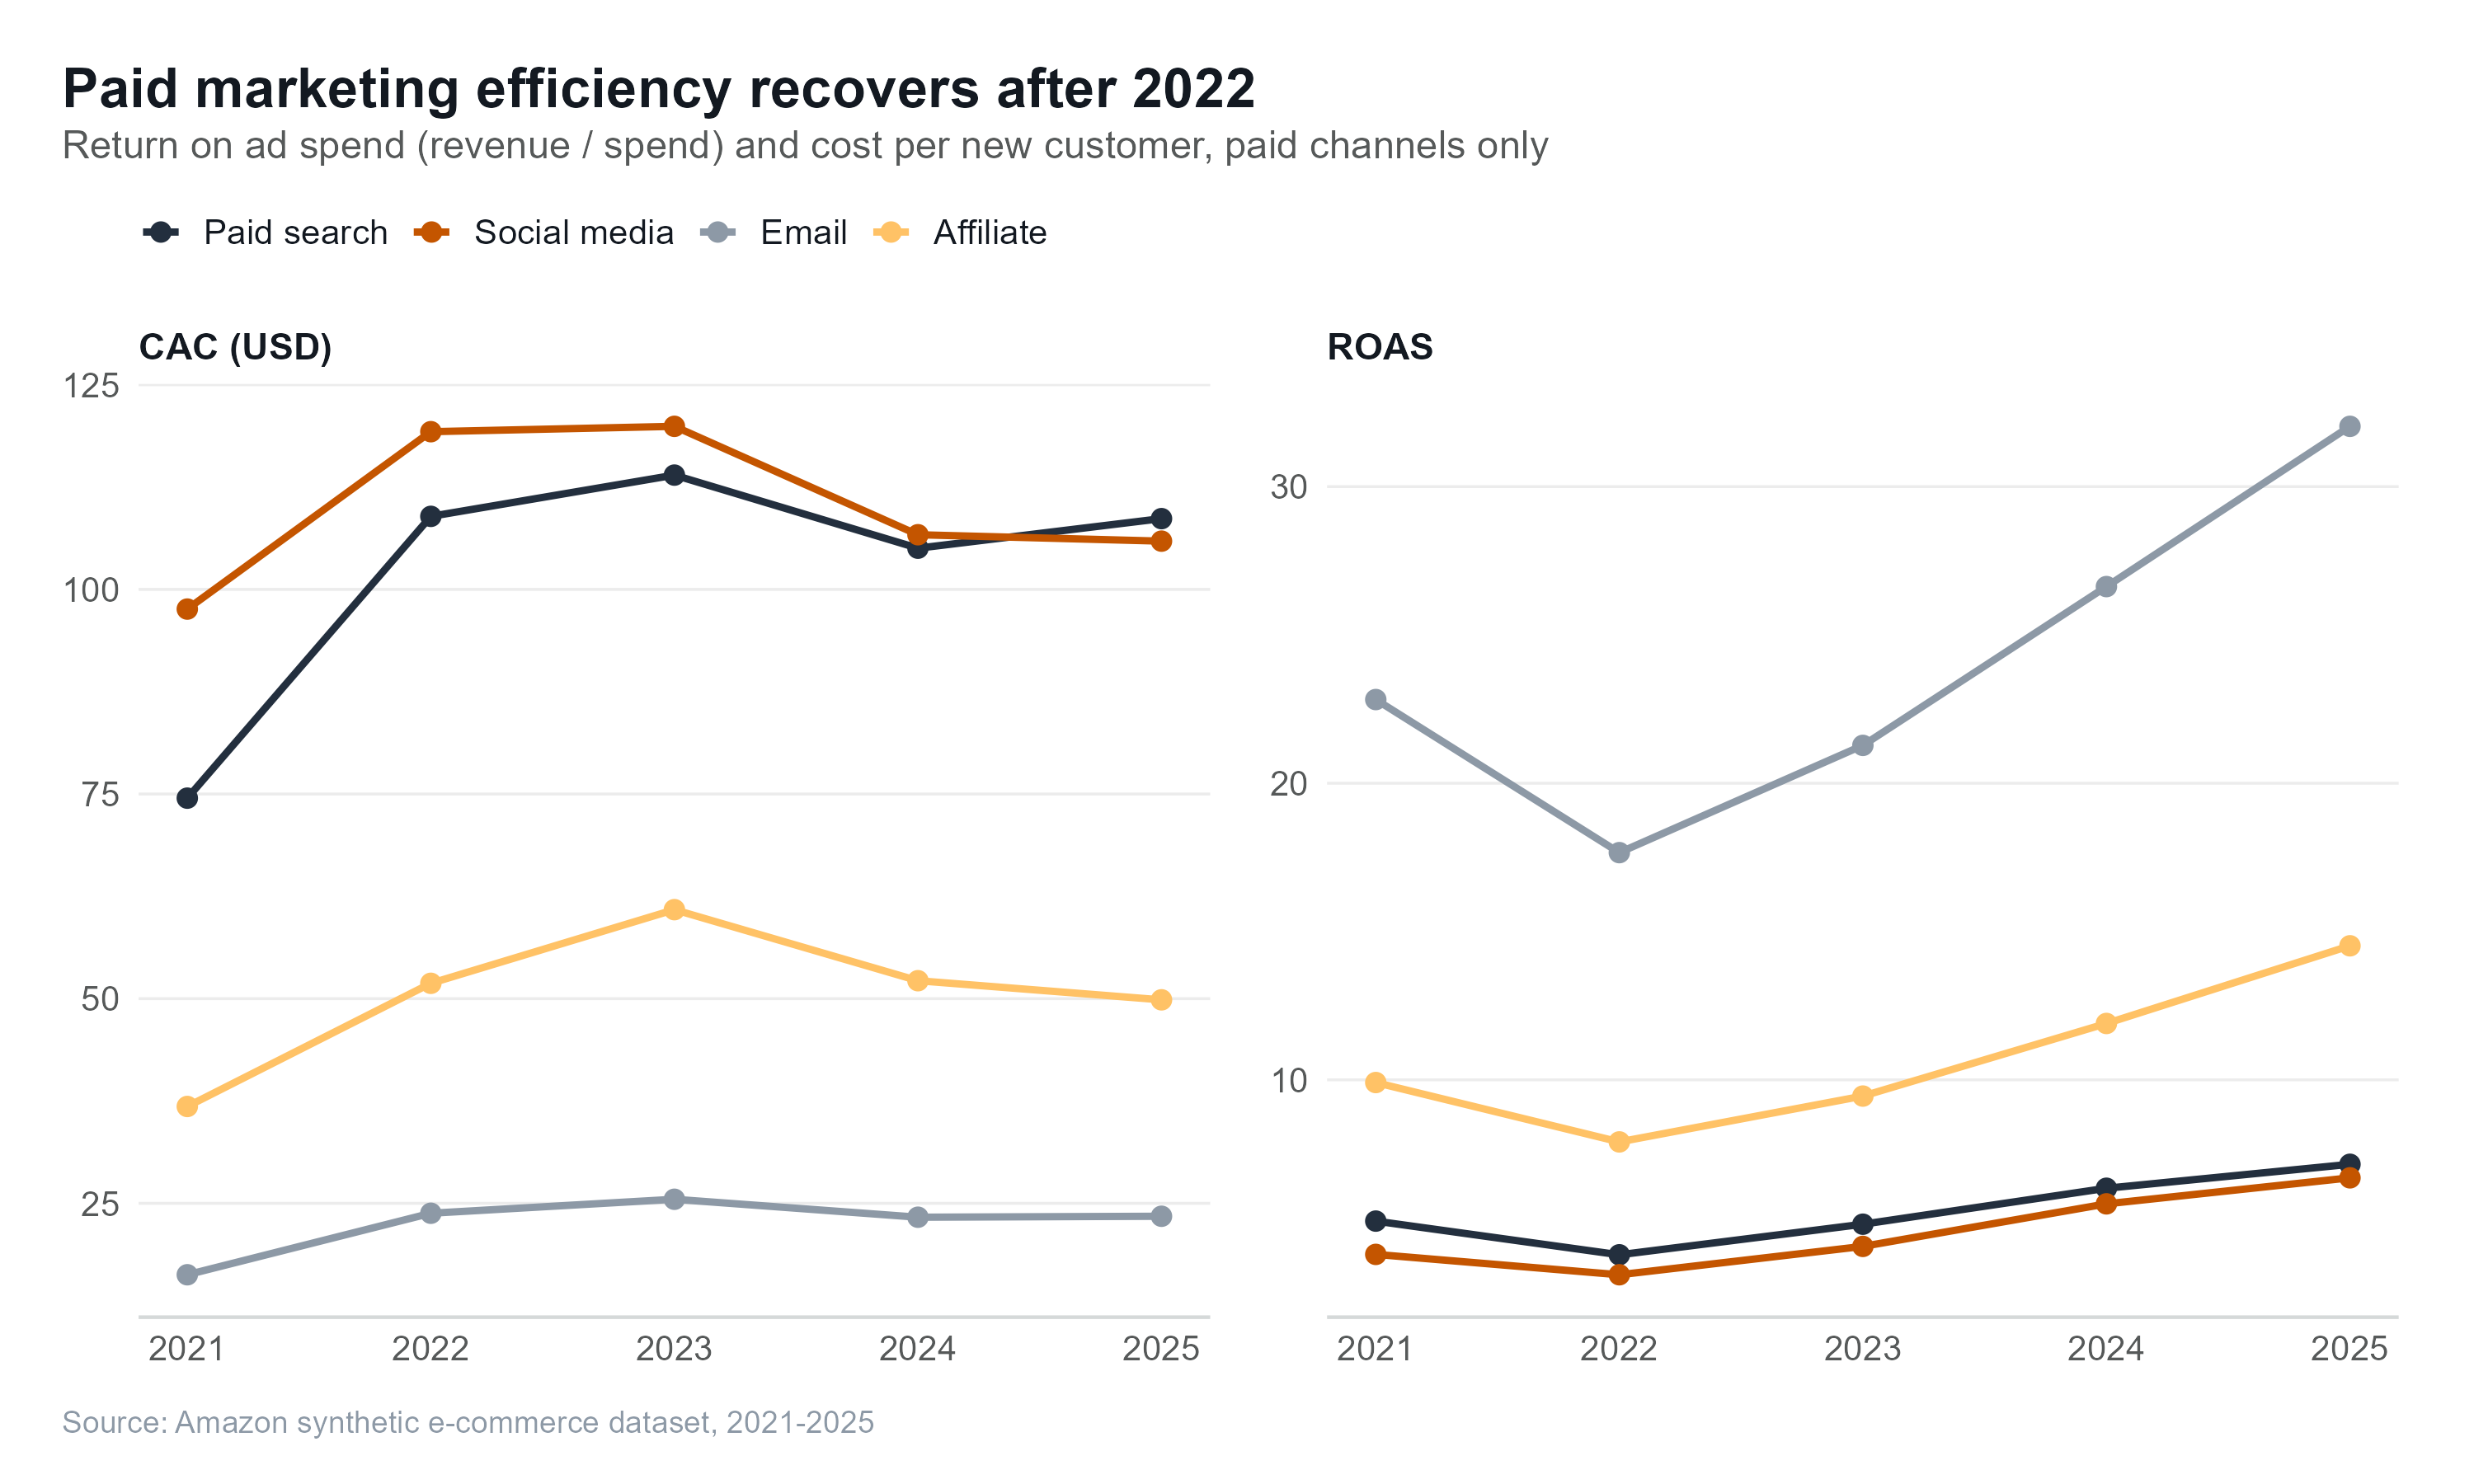 Paid marketing efficiency recovers after 2022
Return on ad spend (revenue / spend) and cost per new customer, paid channels only
Paid search Social media Email Affiliate
CAC (USD)
125
100
75
50
25
2021 2022 2023 2024 2025
ROAS
30
20
10
2021 2022 2023 2024 2025
Source: Amazon synthetic e-commerce dataset, 2021-2025